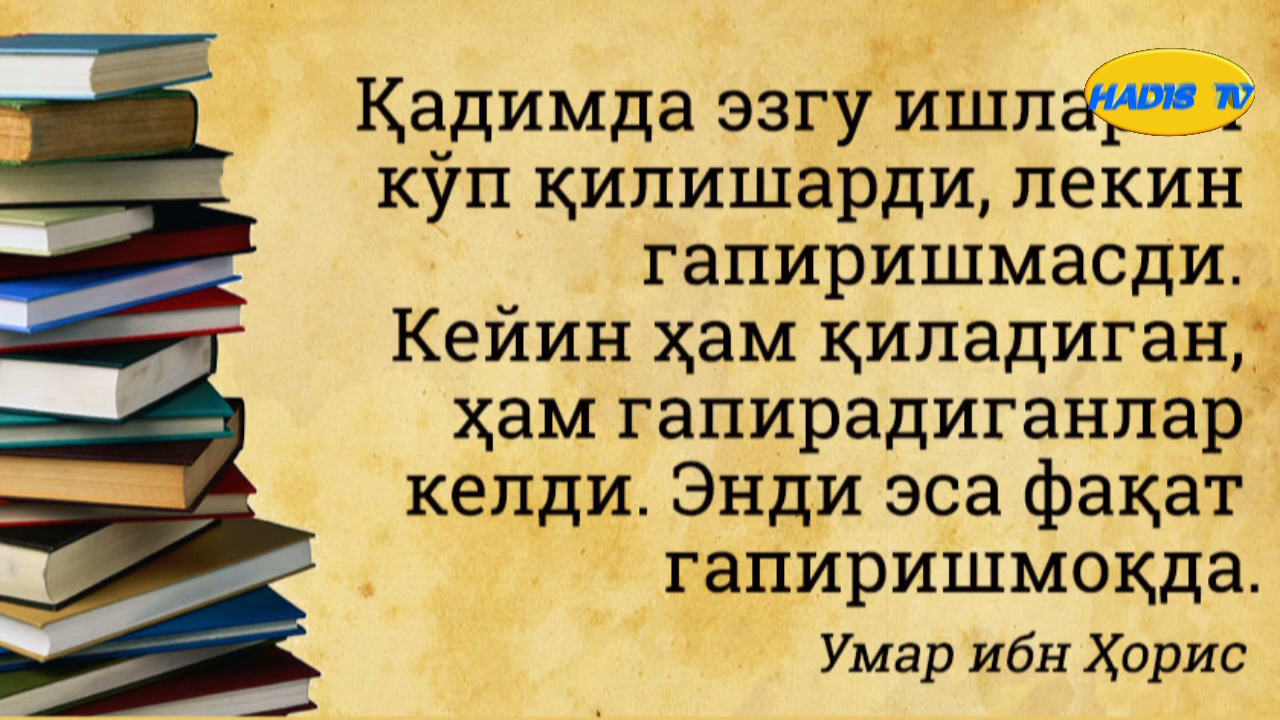 Қадимда эзгу
HADIS TV
кўп қилишарди, лекин
гапиришмасди.
Кейин ҳам қиладиган,
ҳам гапирадиганлар
келди. Энди эса фақат
гапиришмоқда.
Умар ибн Ҳорис